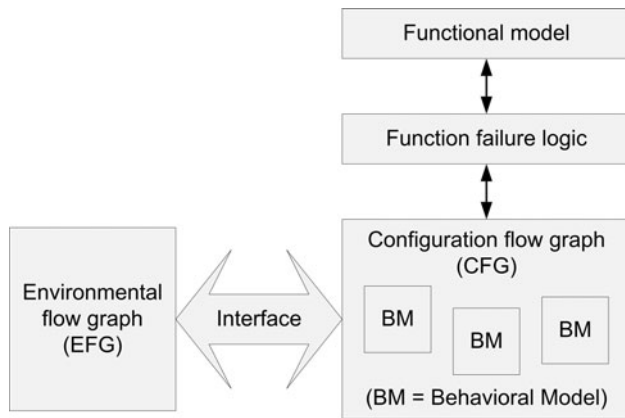 Functional model
Function failure logic
Configuration flow graph
(CFG)
Environmental
flow graph
(EFG)
Interface
BM
BM
BM
(BM = Behavioral Model)